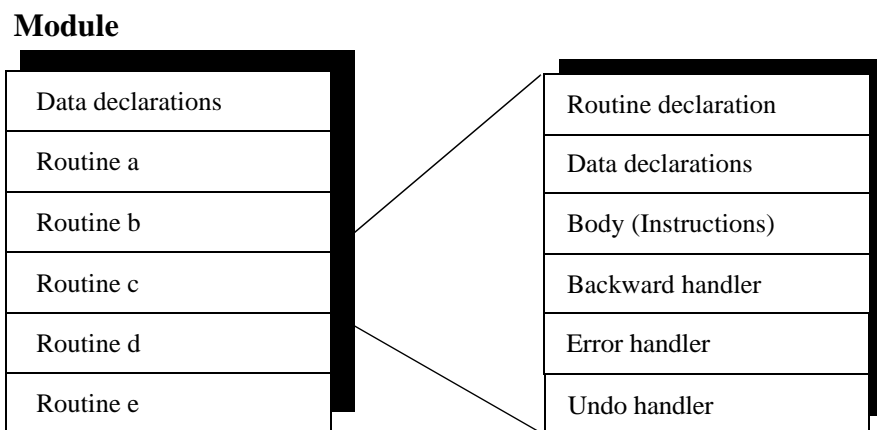 Module
Data declarations
Routine a
Routine b
Routine c
Routine d
Routine e
Routine declaration
Data declarations
Body (Instructions)
Backward handler
Error handler
Undo handler